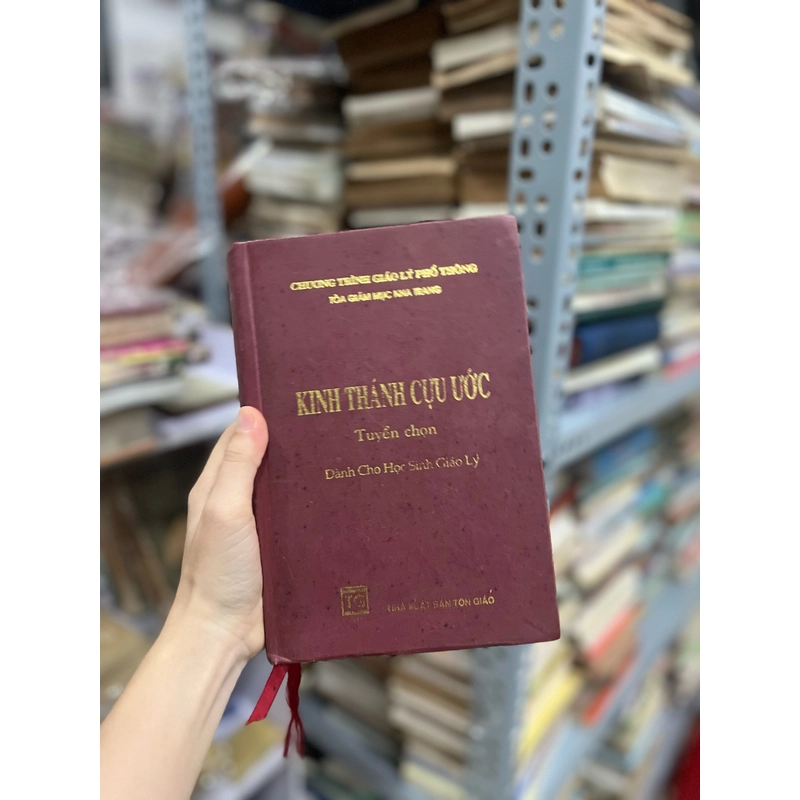 CHƯƠNG TRÌNH GIÁO LÝ PHỔ THÔNG
TÒA GIÁM MỤC NHA TRANG
KINH THÁNH CỰU ƯỚC
Tuyển chọn
Dành Cho Học Sinh Giáo Lý
TG
NHÀ XUẤT BẢN TÔN GIÁO